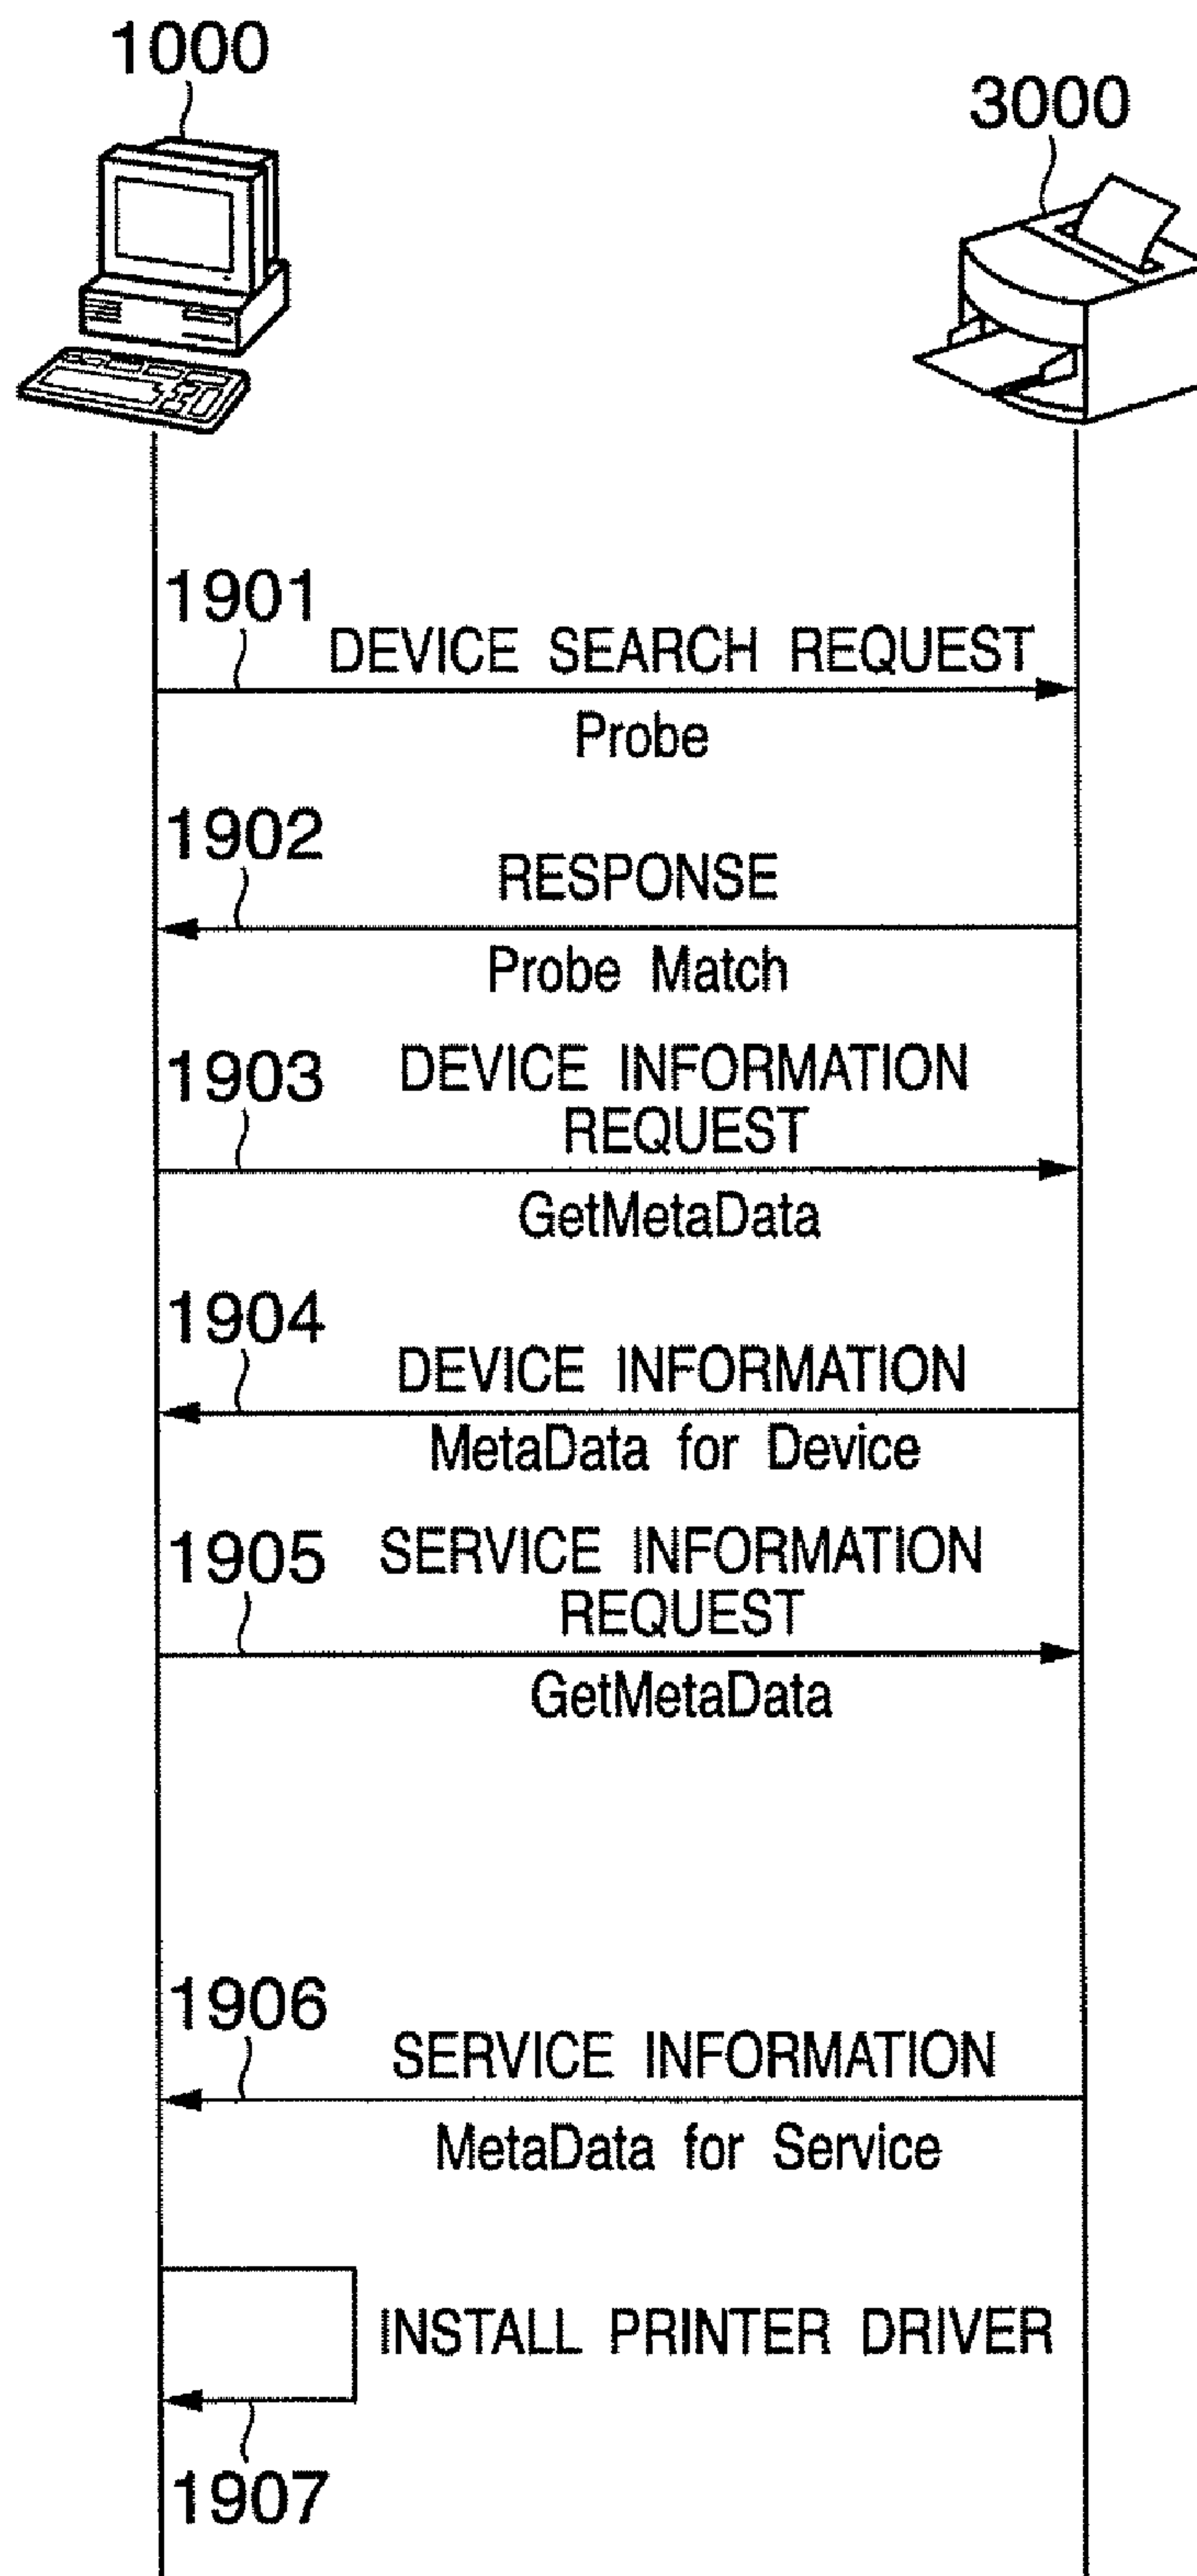 1000
3000
1901
DEVICE SEARCH REQUEST
Probe
1902
RESPONSE
Probe Match
1903
DEVICE INFORMATION
REQUEST
GetMetaData
1904
DEVICE INFORMATION
MetaData for Device
1905
SERVICE INFORMATION
REQUEST
GetMetaData
1906
SERVICE INFORMATION
MetaData for Service
INSTALL PRINTER DRIVER
1907